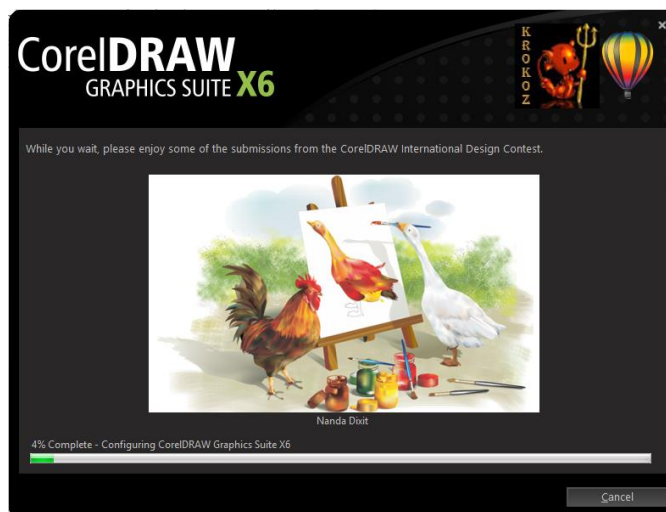 CorelDRAW
GRAPHICS SUITE X6
KROKOZ
While you wait, please enjoy some of the submissions from the CorelDRAW International Design Contest.
Nanda Dixit
4% Complete - Configuring CorelDRAW Graphics Suite X6
Cancel